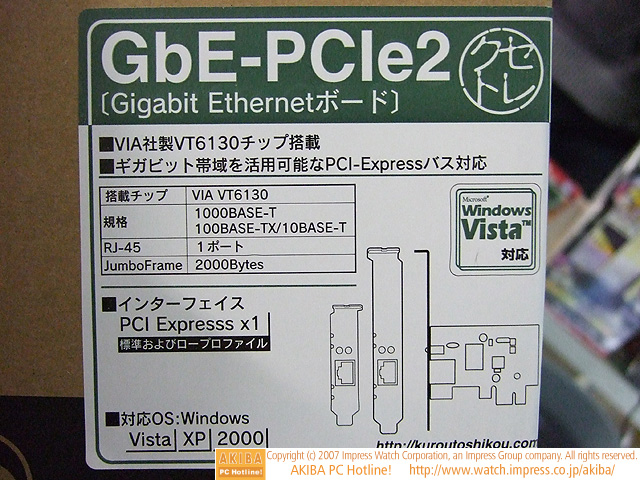 GbE-PCIe2
クセトレ
〔Gigabit Ethernetボード〕
■VIA社製VT6130チップ搭載
■ギガビット帯域を活用可能なPCI-Expressバス対応
搭載チップ VIA VT6130
規格 1000BASE-T
100BASE-TX/10BASE-T
RJ-45 1ポート
JumboFrame 2000Bytes
Microsoft®
Windows
Vista™
対応
■インターフェイス
PCI Expresss x1
標準およびロープロファイル
■対応OS:Windows
Vista XP 2000
http://kuroutoshikou.com
AKIBA
PC Hotline!
Copyright (c) 2007 Impress Watch Corporation, an Impress Group company. All rights reserved.
AKIBA PC Hotline! http://www.watch.impress.co.jp/akiba/